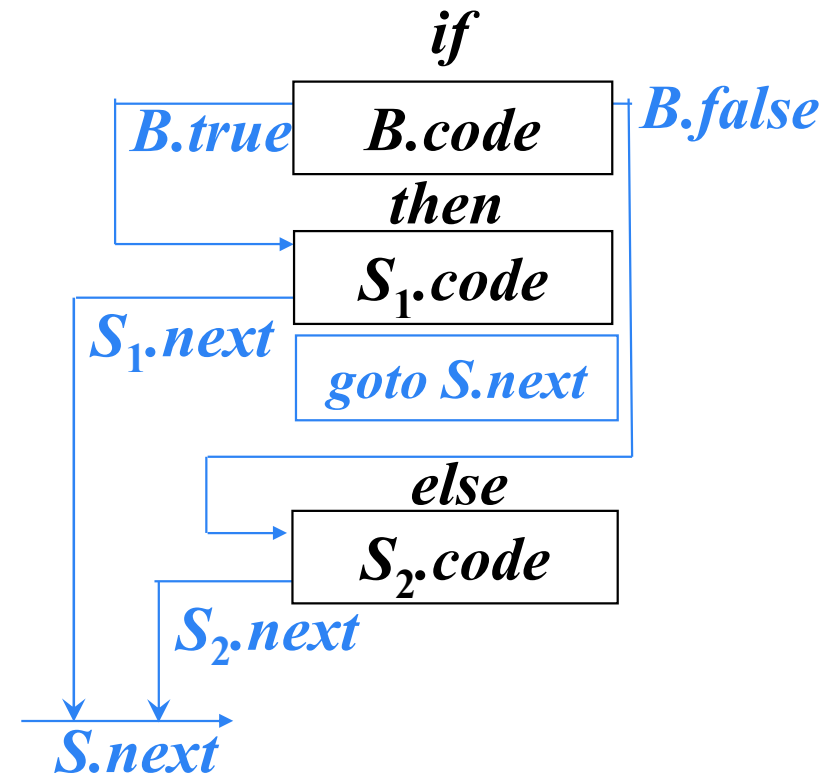 if
B.true
B.code
B.false
then
S₁.code
S₁.next
goto S.next
else
S₂.code
S₂.next
S.next